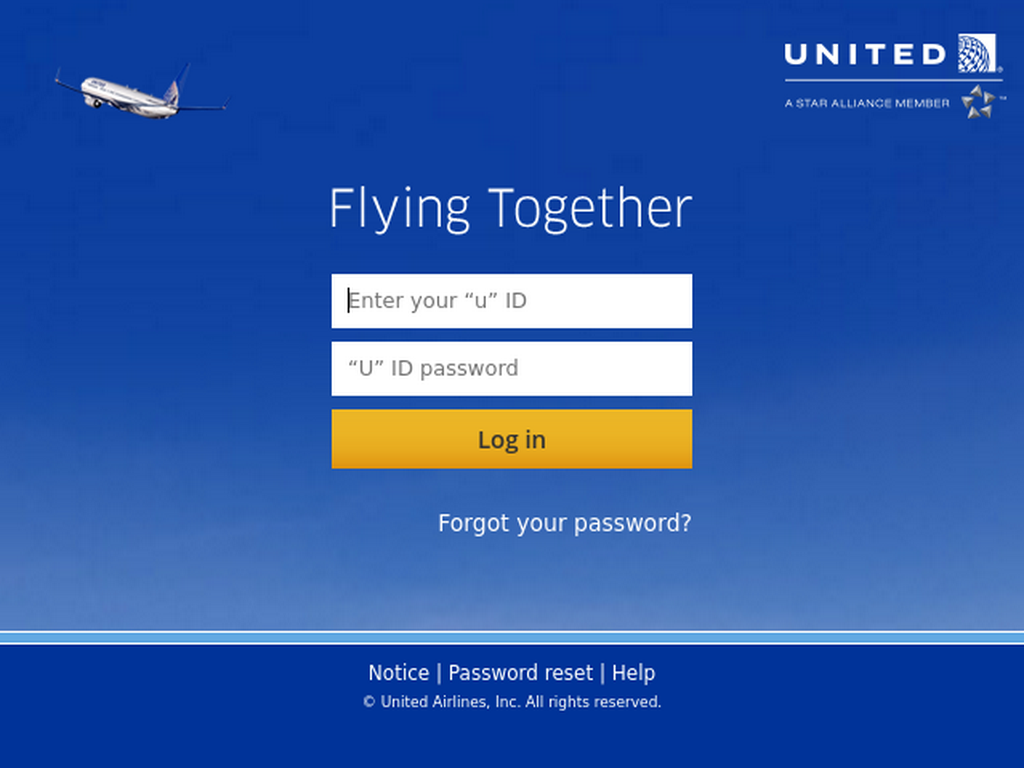 UNITED
A STAR ALLIANCE MEMBER
Flying Together
Enter your “u” ID
“U” ID password
Log in
Forgot your password?
Notice | Password reset | Help
© United Airlines, Inc. All rights reserved.